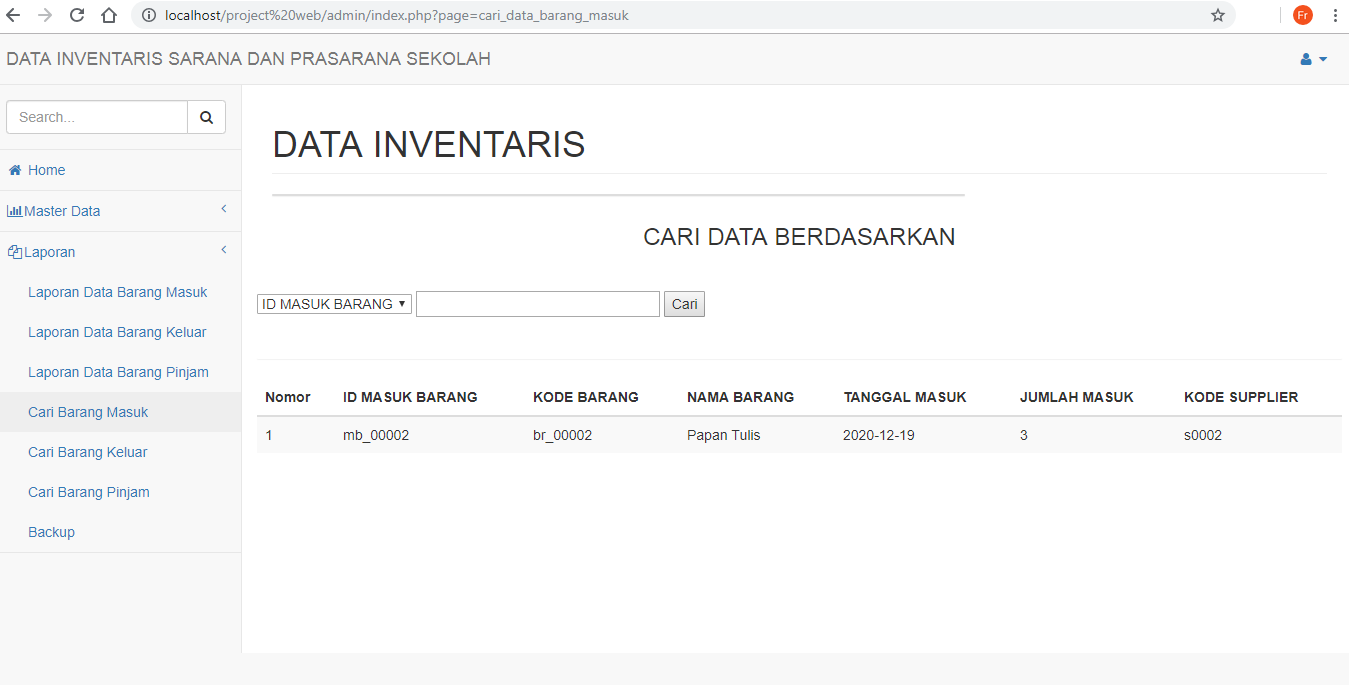 localhost/project%20web/admin/index.php?page=cari_data_barang_masuk
Fr
DATA INVENTARIS SARANA DAN PRASARANA SEKOLAH
Search...
Home
Master Data
Laporan
Laporan Data Barang Masuk
Laporan Data Barang Keluar
Laporan Data Barang Pinjam
Cari Barang Masuk
Cari Barang Keluar
Cari Barang Pinjam
Backup
DATA INVENTARIS
CARI DATA BERDASARKAN
ID MASUK BARANG Cari
Nomor ID MASUK BARANG KODE BARANG NAMA BARANG TANGGAL MASUK JUMLAH MASUK KODE SUPPLIER
1 mb_00002 br_00002 Papan Tulis 2020-12-19 3 s0002